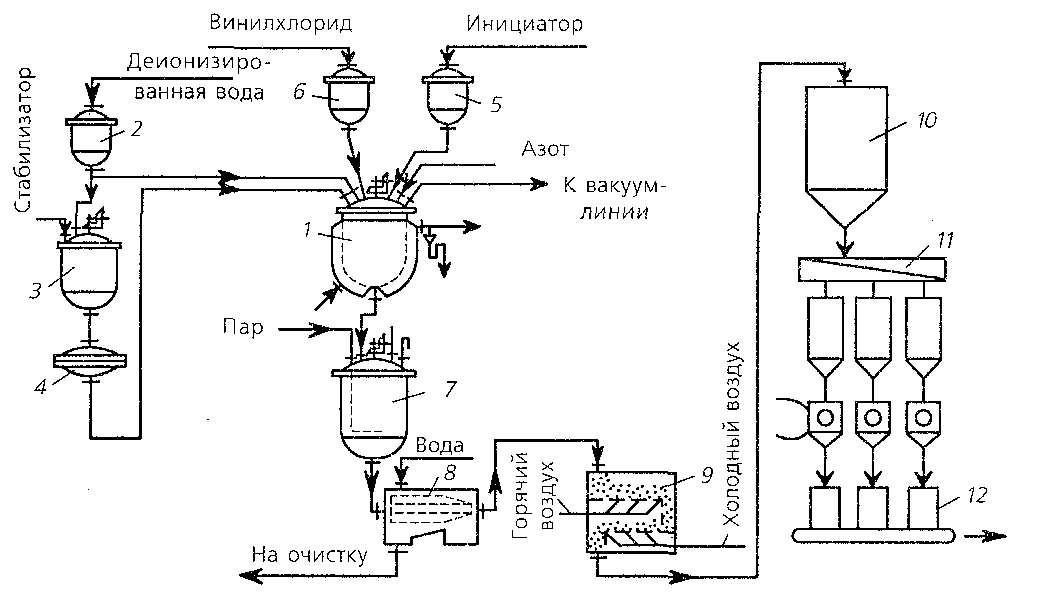 Винилхлорид
Инициатор
Деионизиро-
ванная вода
Стабилизатор
2
6
5
Азот
К вакуум-
линии
1
3
4
Пар
7
Вода
8
Горячий
воздух
9
Холодный воздух
На очистку
10
11
12